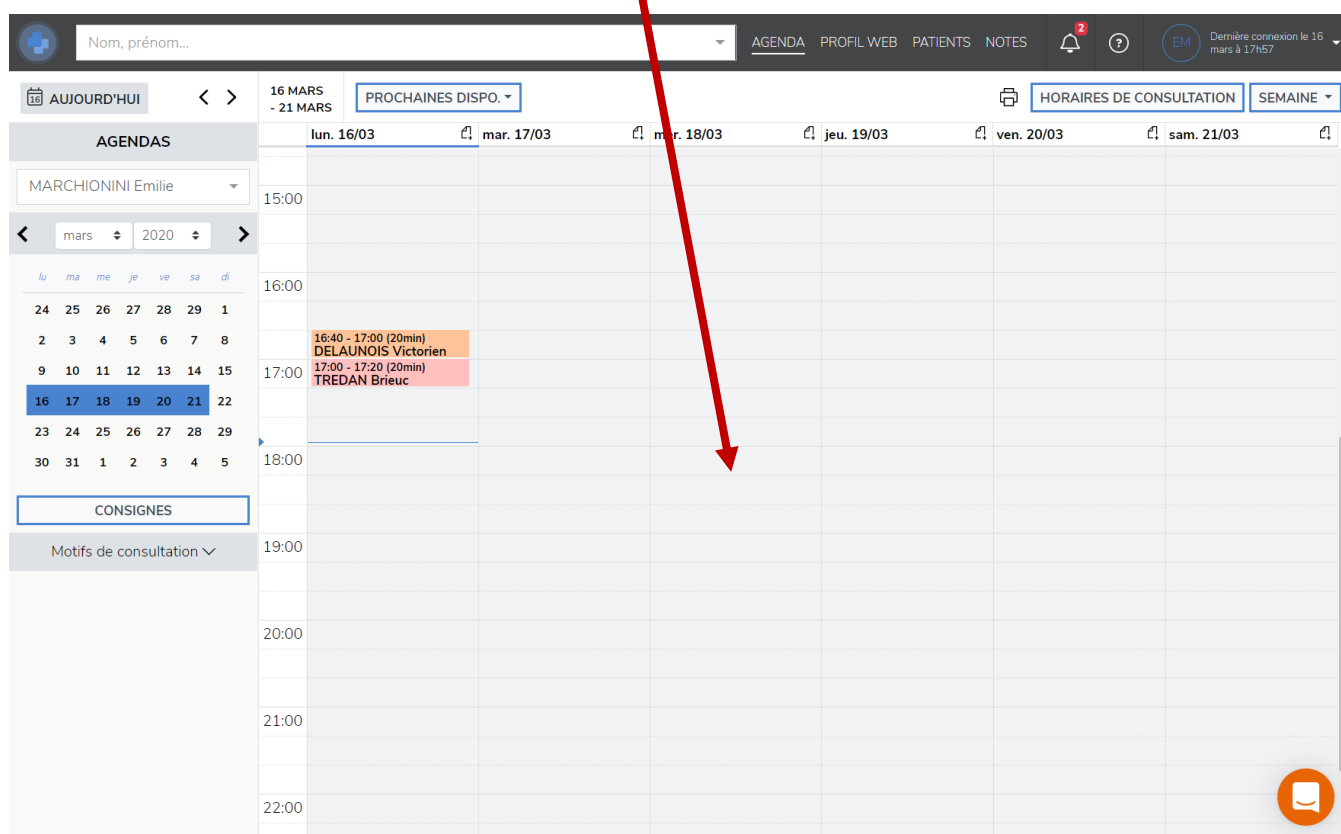 Nom, prénom...
AGENDA PROFIL WEB PATIENTS NOTES
2
?
EM
Dernière connexion le 16
mars à 17h57
16 AUJOURD'HUI
16 MARS
- 21 MARS
PROCHAINES DISPO.
HORAIRES DE CONSULTATION
SEMAINE
AGENDAS
lun. 16/03 mar. 17/03 mer. 18/03 jeu. 19/03 ven. 20/03 sam. 21/03
MARCHIONINI Emilie
mars 2020
lu ma me je ve sa di
24 25 26 27 28 29 1
2 3 4 5 6 7 8
9 10 11 12 13 14 15
16 17 18 19 20 21 22
23 24 25 26 27 28 29
30 31 1 2 3 4 5
CONSIGNES
Motifs de consultation
15:00
16:00
16:40 - 17:00 (20min)
DELAUNOIS Victorien
17:00
17:00 - 17:20 (20min)
TREDAN Brieuc
18:00
19:00
20:00
21:00
22:00